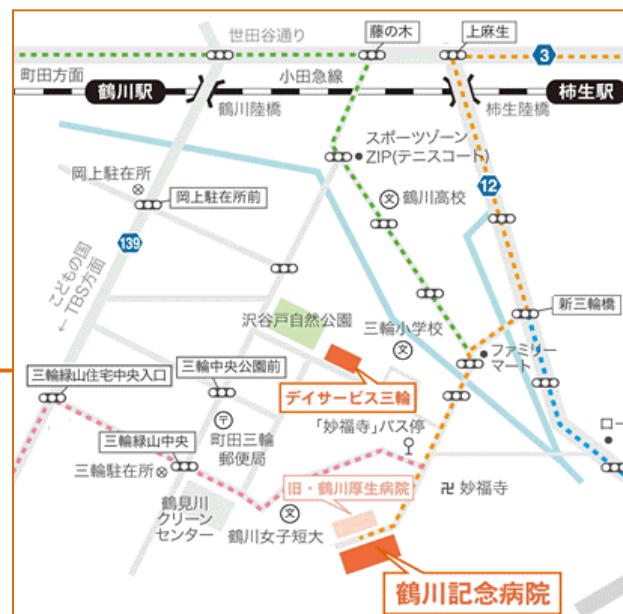 世田谷通り
藤の木
上麻生
3
町田方面
鶴川駅
小田急線
柿生駅
鶴川陸橋
柿生陸橋
スポーツゾーン
ZIP(テニスコート)
岡上駐在所
岡上駐在所前
鶴川高校
12
139
こどもの国
← TBS方面
沢谷戸自然公園
三輪小学校
新三輪橋
ファミリー
マート
三輪緑山住宅中央入口
三輪中央公園前
デイサービス三輪
町田三輪
郵便局
「妙福寺」バス停
ロー
三輪緑山中央
三輪駐在所
旧・鶴川厚生病院
妙福寺
鶴見川
クリーン
センター
鶴川女子短大
鶴川記念病院